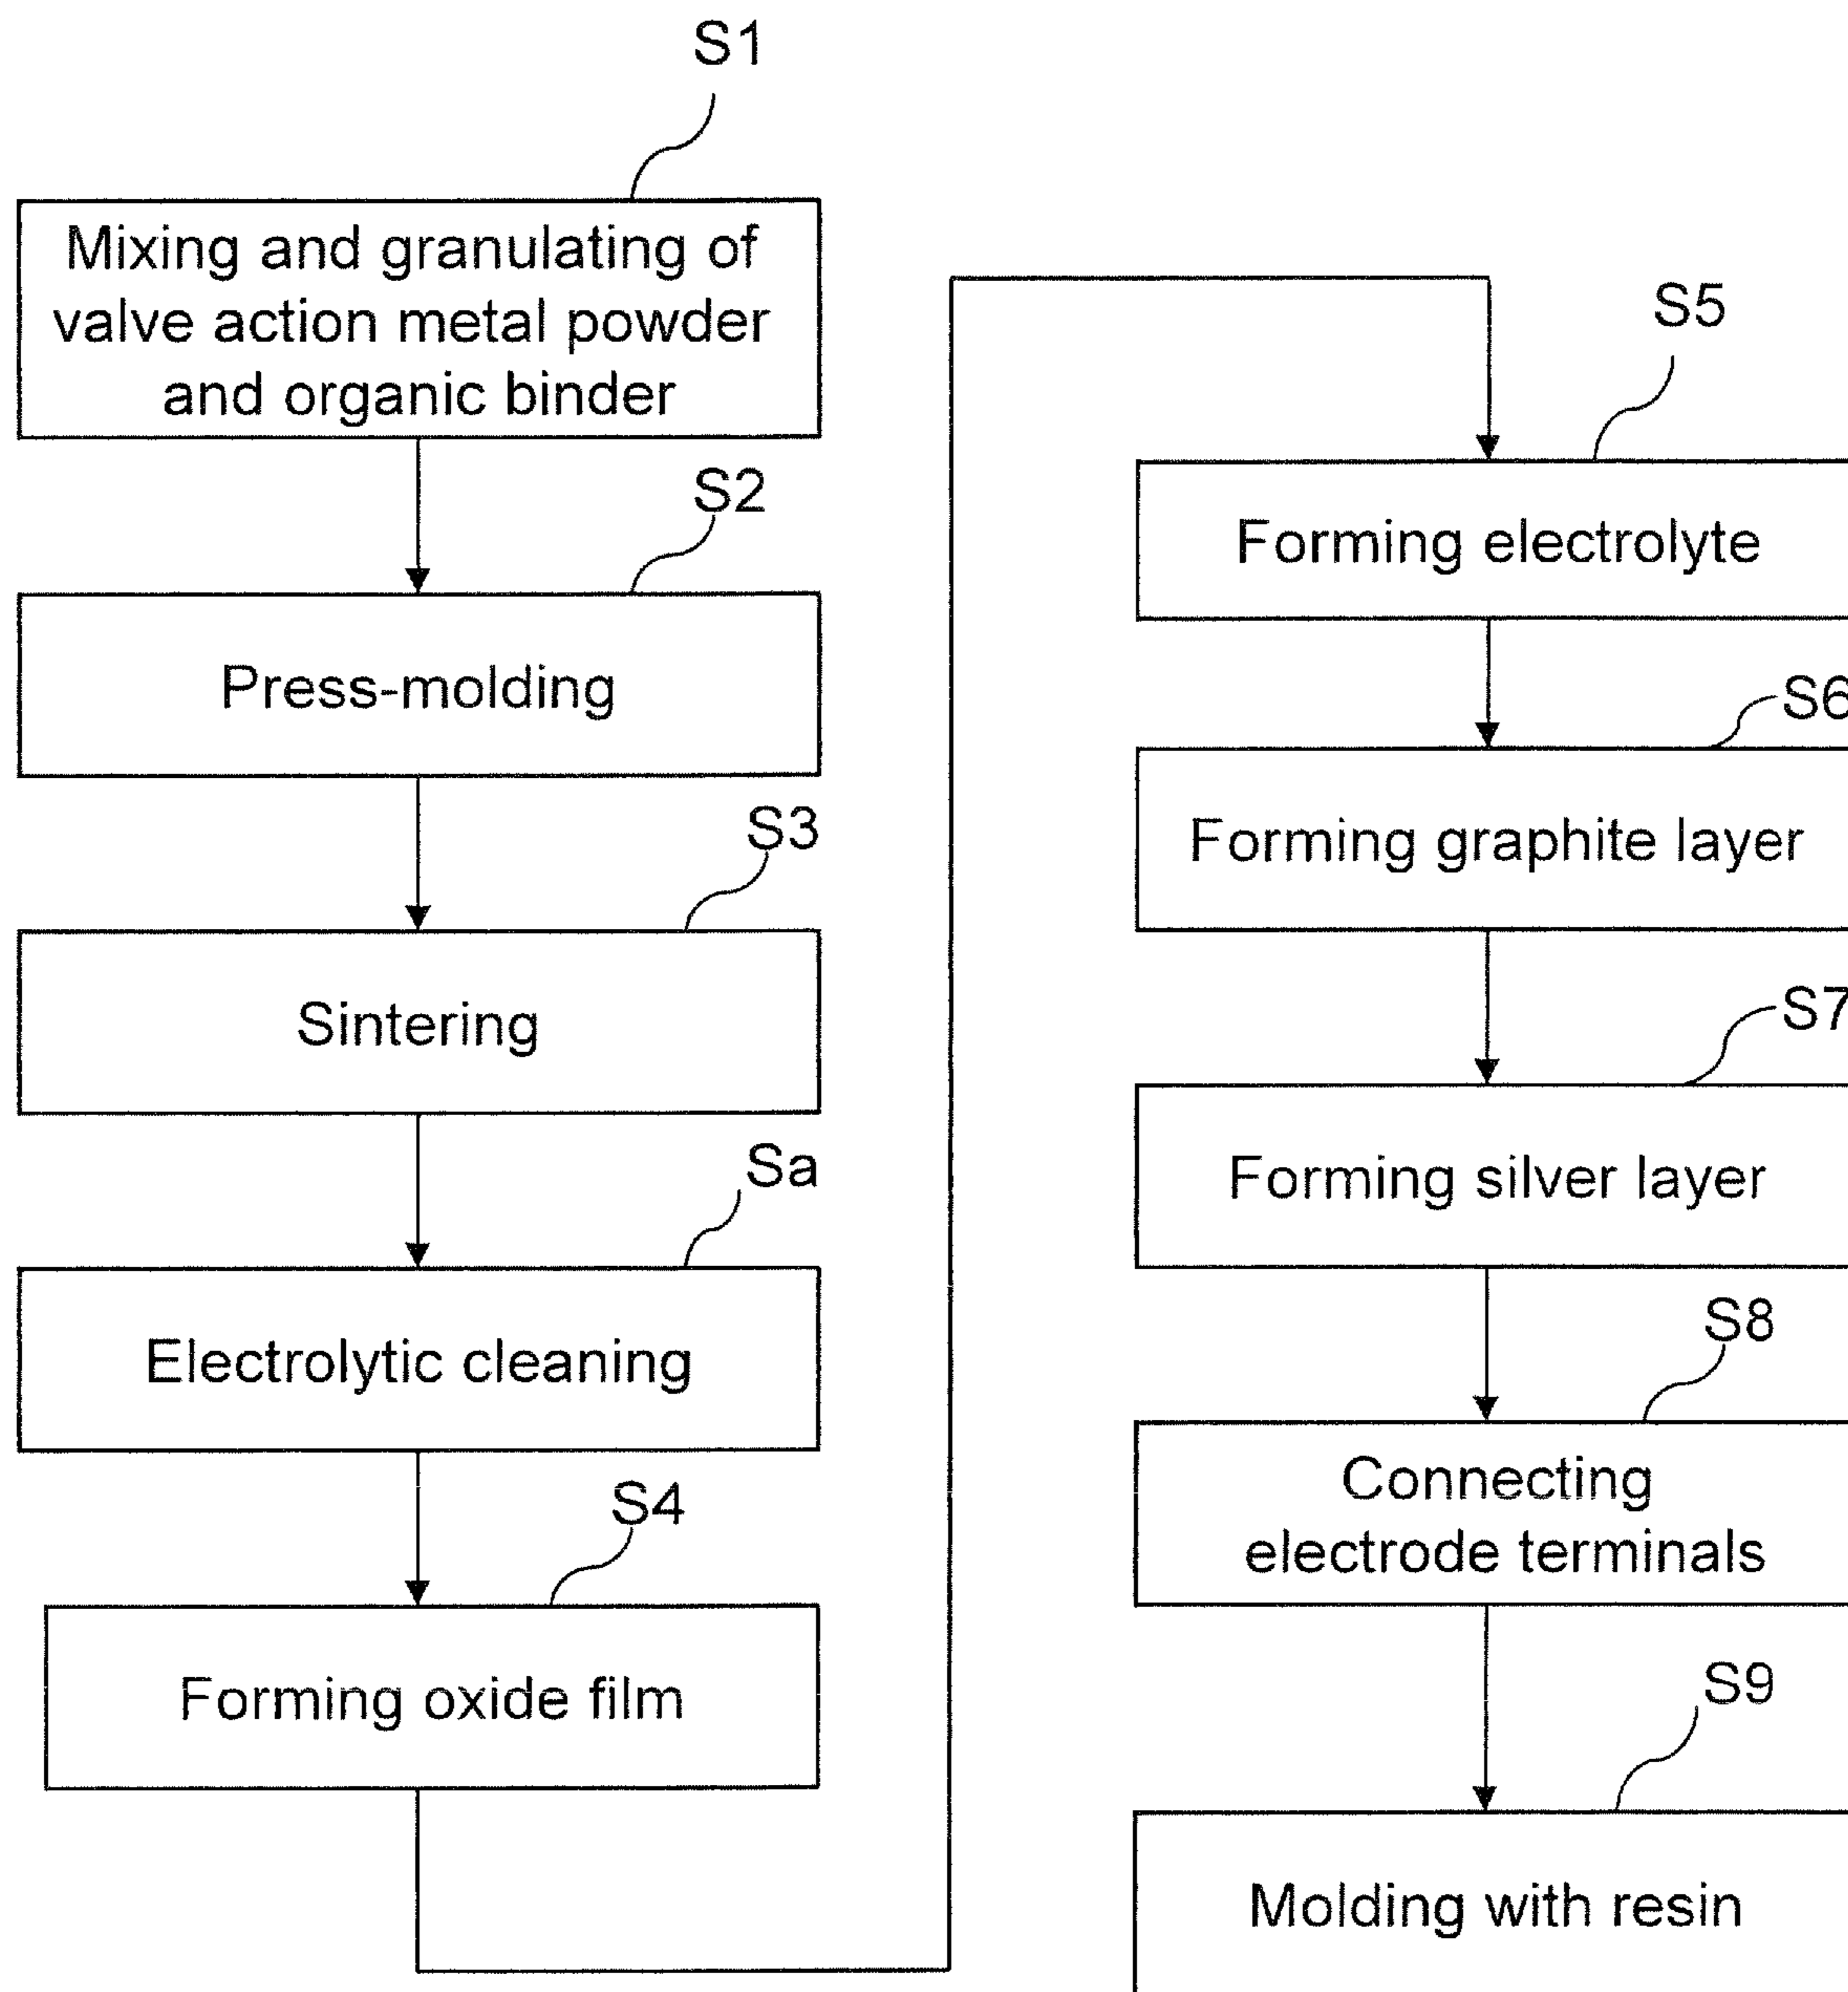 S1
Mixing and granulating of
valve action metal powder
and organic binder
S2
Press-molding
S3
Sintering
Sa
Electrolytic cleaning
S4
Forming oxide film
S5
Forming electrolyte
S6
Forming graphite layer
S7
Forming silver layer
S8
Connecting
electrode terminals
S9
Molding with resin